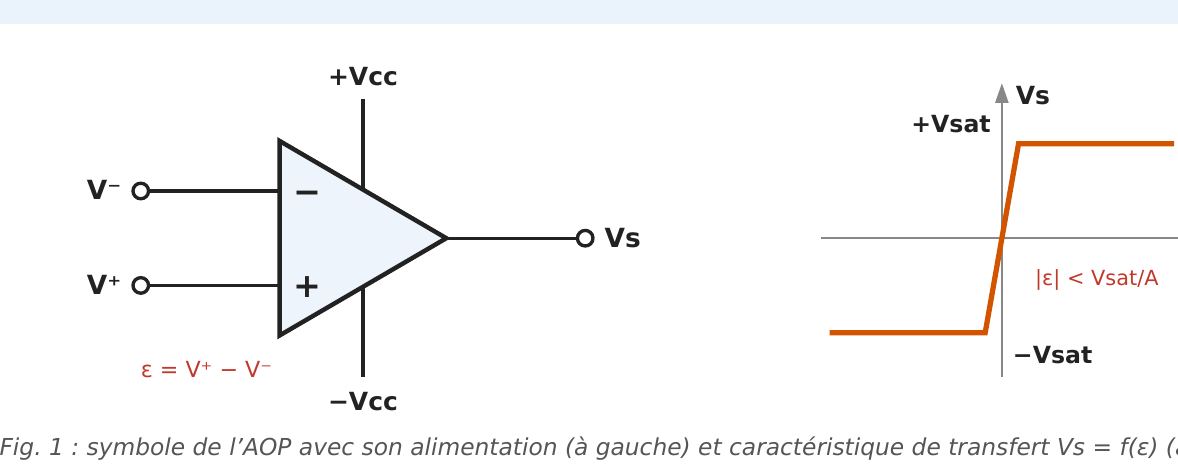 +Vcc
V⁻
−
V⁺
+
Vs
ε = V⁺ − V⁻
−Vcc
Vs
+Vsat
|ε| < Vsat/A
−Vsat
Fig. 1 : symbole de l’AOP avec son alimentation (à gauche) et caractéristique de transfert Vs = f(ε)